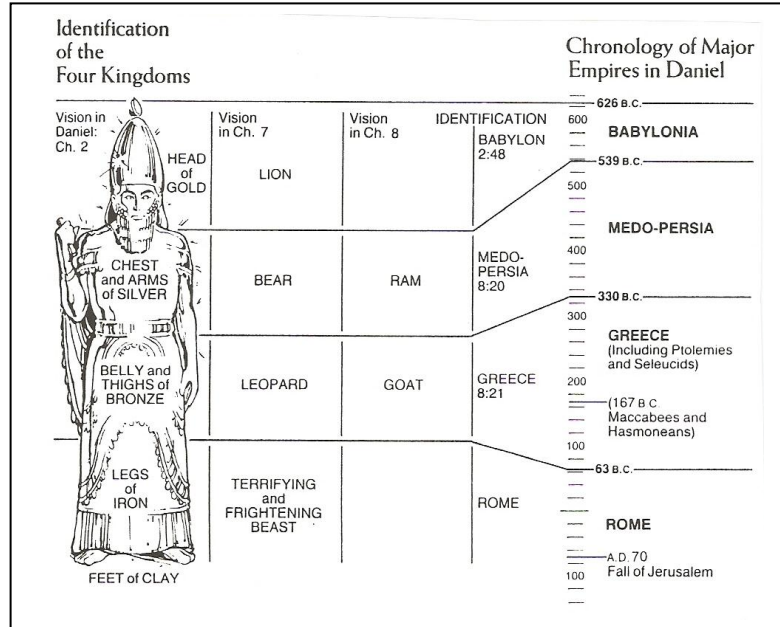 Identification
of the
Four Kingdoms
Chronology of Major
Empires in Daniel
Vision in
Daniel:
Ch. 2
Vision
in Ch. 7
Vision
in Ch. 8
IDENTIFICATION
HEAD
of
GOLD
LION
BABYLON
2:48
CHEST
and ARMS
of SILVER
BEAR
RAM
MEDO-
PERSIA
8:20
BELLY and
THIGHS of
BRONZE
LEOPARD
GOAT
GREECE
8:21
LEGS
of
IRON
TERRIFYING
and
FRIGHTENING
BEAST
ROME
FEET of CLAY
626 B.C.
600
BABYLONIA
539 B.C.
500
MEDO-PERSIA
400
330 B.C.
300
GREECE
(Including Ptolemies
and Seleucids)
200
(167 B C
Maccabees and
Hasmoneans)
100
63 B.C.
ROME
A.D. 70
Fall of Jerusalem
100